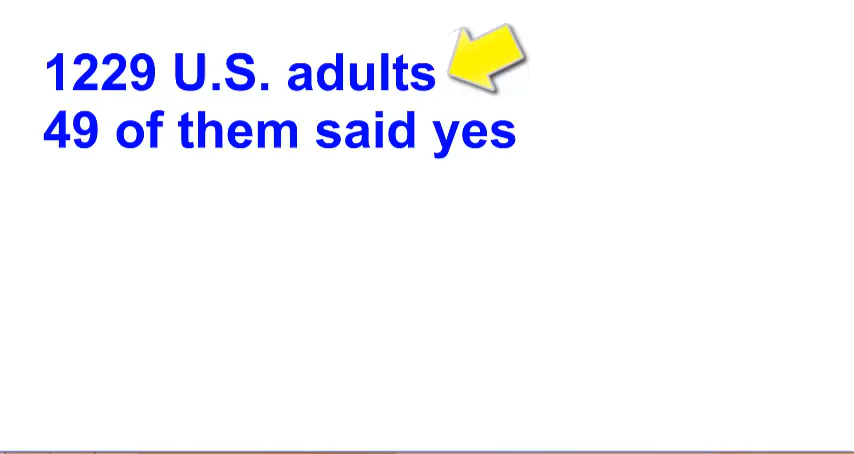 1229 U.S. adults
49 of them said yes